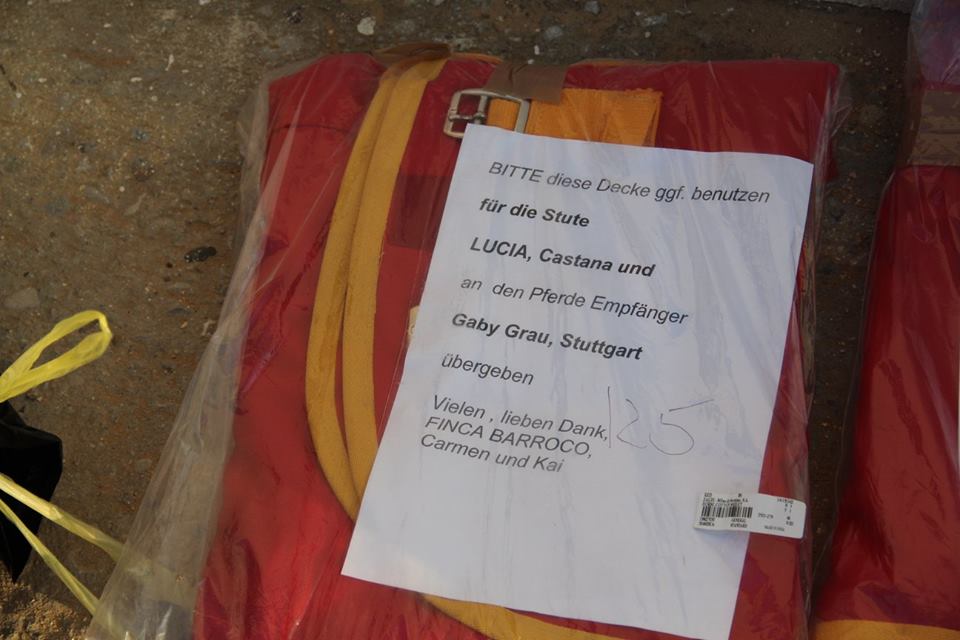 BITTE diese Decke ggf. benutzen
für die Stute
LUCIA, Castana und
an den Pferde Empfänger
Gaby Grau, Stuttgart
übergeben
Vielen , lieben Dank,
FINCA BARROCO,
Carmen und Kai
125